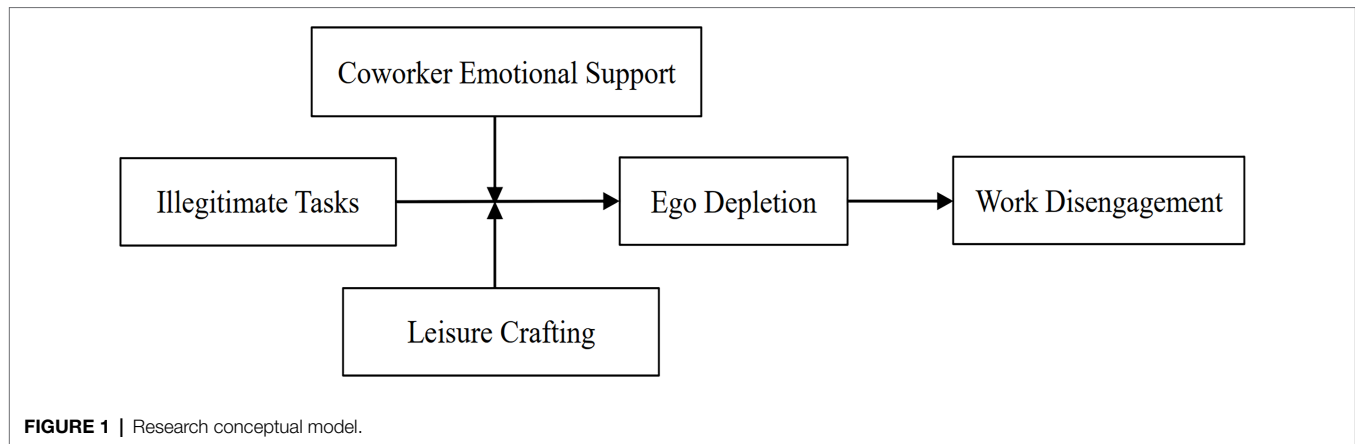 Coworker Emotional Support
Illegitimate Tasks
Ego Depletion
Work Disengagement
Leisure Crafting
FIGURE 1 | Research conceptual model.